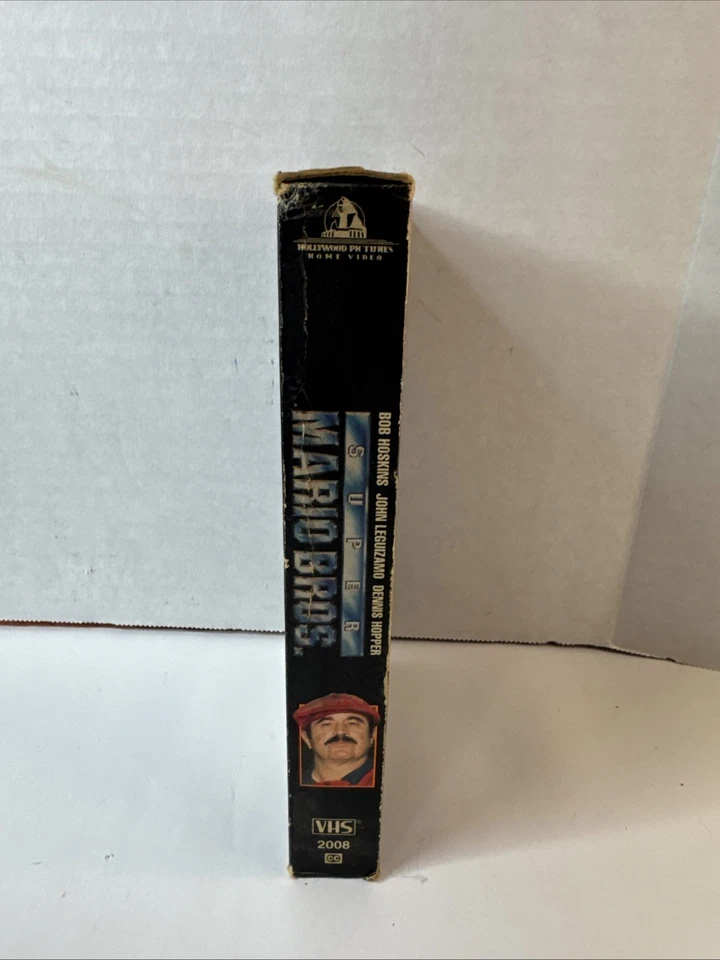 HOLLYWOOD PICTURES
HOME VIDEO
BOB HOSKINS JOHN LEGUIZAMO DENNIS HOPPER
SUPER
MARIO BROS.
VHS
2008
CC